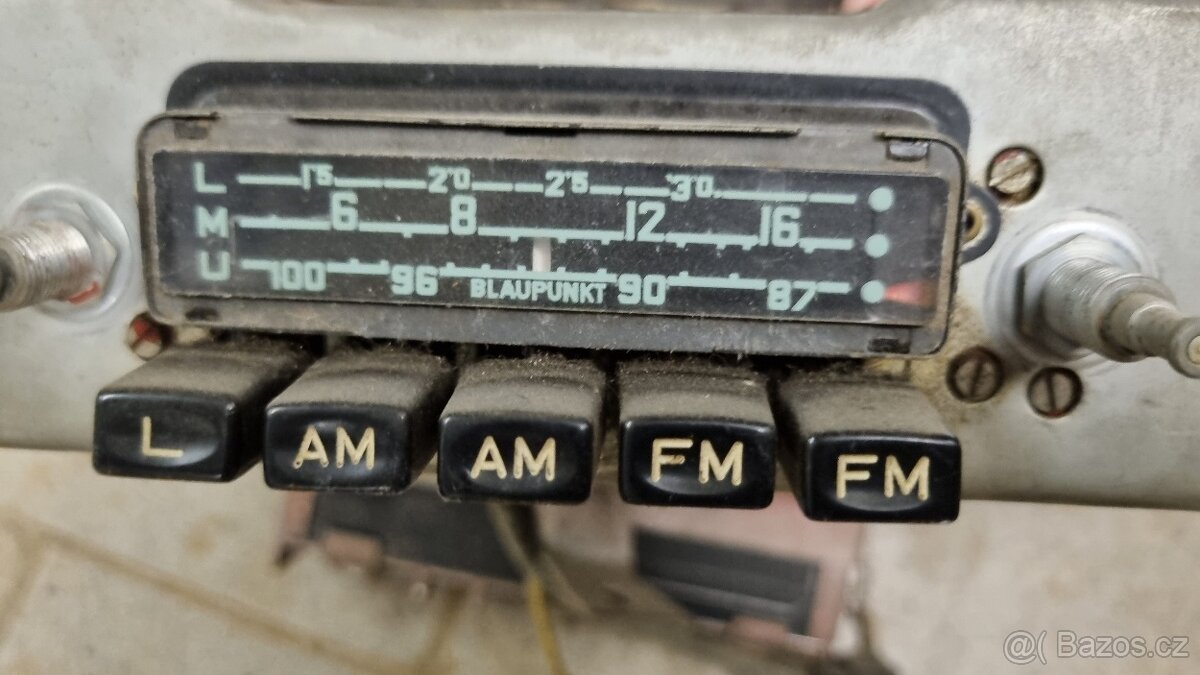 L 15 20 25 30
M 6 8 12 16
U 100 96 BLAUPUNKT 90 87
L AM AM FM FM
@( Bazos.cz